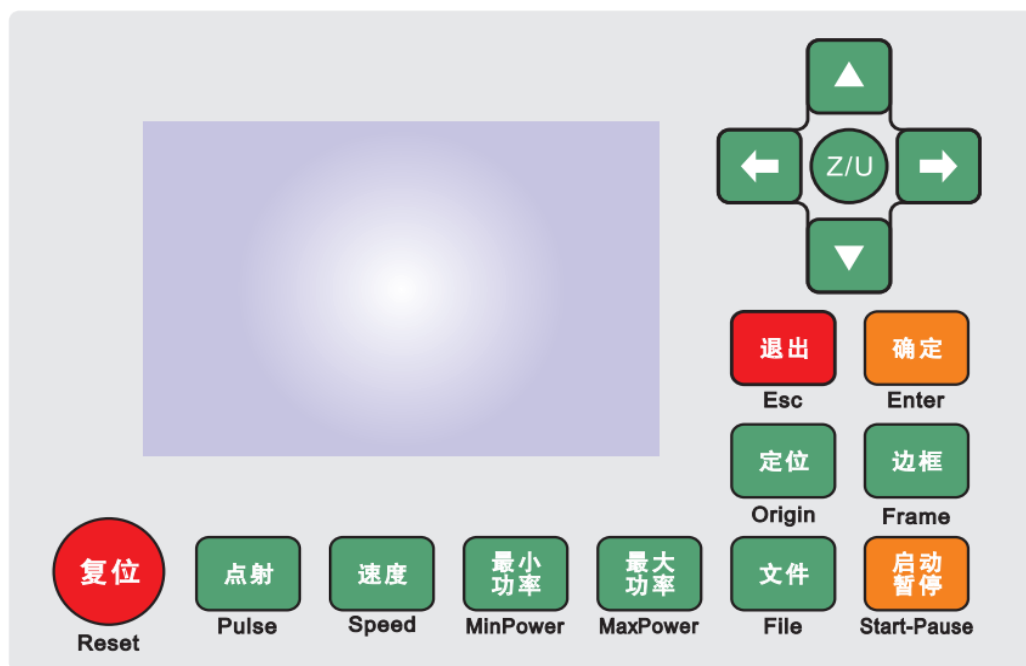 Z/U
退出
确定
Esc
Enter
定位
边框
Origin
Frame
复位
点射
速度
最小
功率
最大
功率
文件
启动
暂停
Reset
Pulse
Speed
MinPower
MaxPower
File
Start-Pause